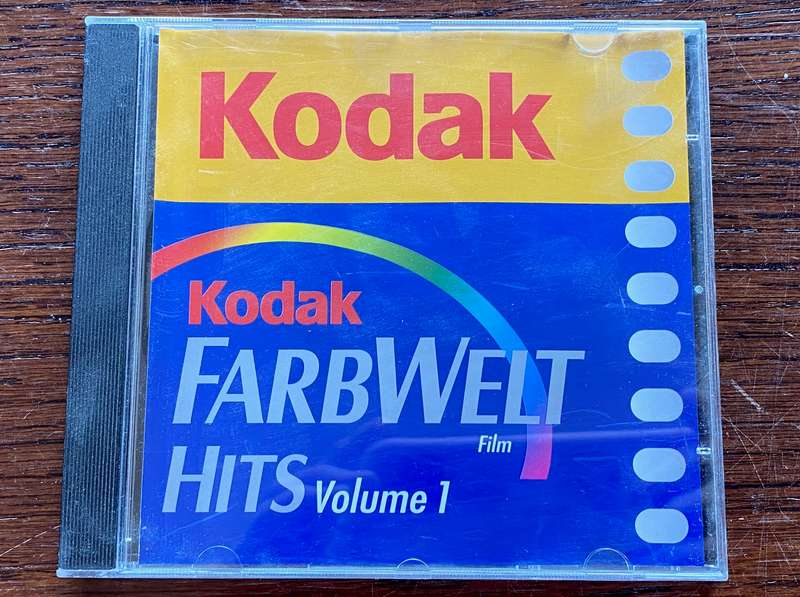 Kodak
Kodak
FARBWELT
Film
HITS Volume 1